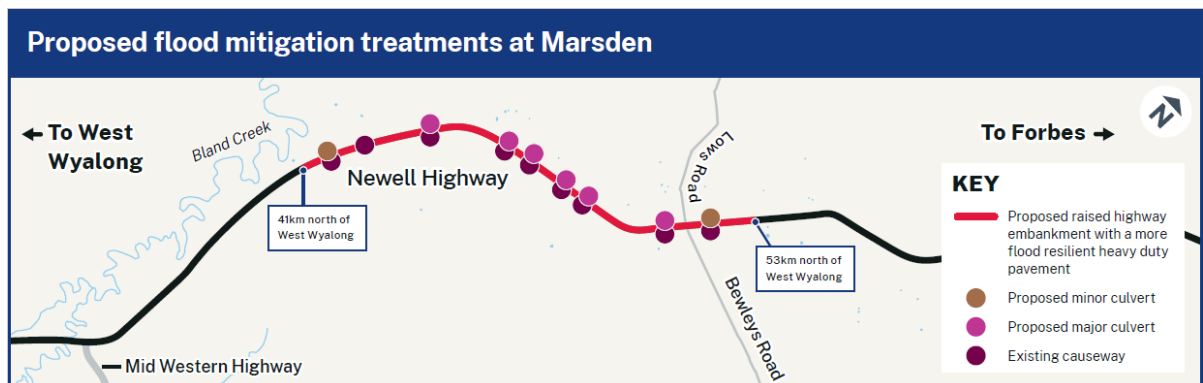 Proposed flood mitigation treatments at Marsden
← To West
Wyalong
Bland Creek
Newell Highway
41km north of
West Wyalong
Lows Road
To Forbes →
N
53km north of
West Wyalong
Bewleys Road
Mid Western Highway
KEY
Proposed raised highway
embankment with a more
flood resilient heavy duty
pavement
Proposed minor culvert
Proposed major culvert
Existing causeway